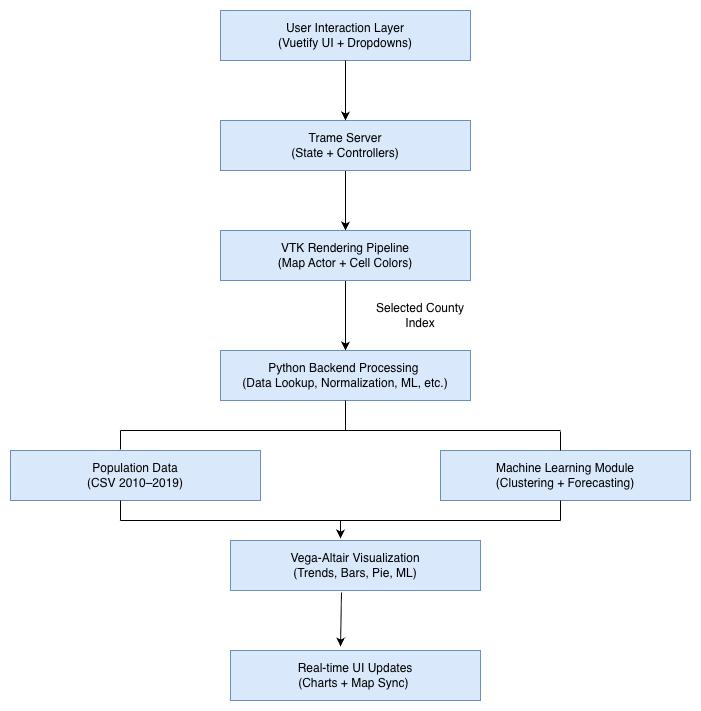 User Interaction Layer
(Vuetify UI + Dropdowns)
Trame Server
(State + Controllers)
VTK Rendering Pipeline
(Map Actor + Cell Colors)
Selected County
Index
Python Backend Processing
(Data Lookup, Normalization, ML, etc.)
Population Data
(CSV 2010–2019)
Machine Learning Module
(Clustering + Forecasting)
Vega-Altair Visualization
(Trends, Bars, Pie, ML)
Real-time UI Updates
(Charts + Map Sync)